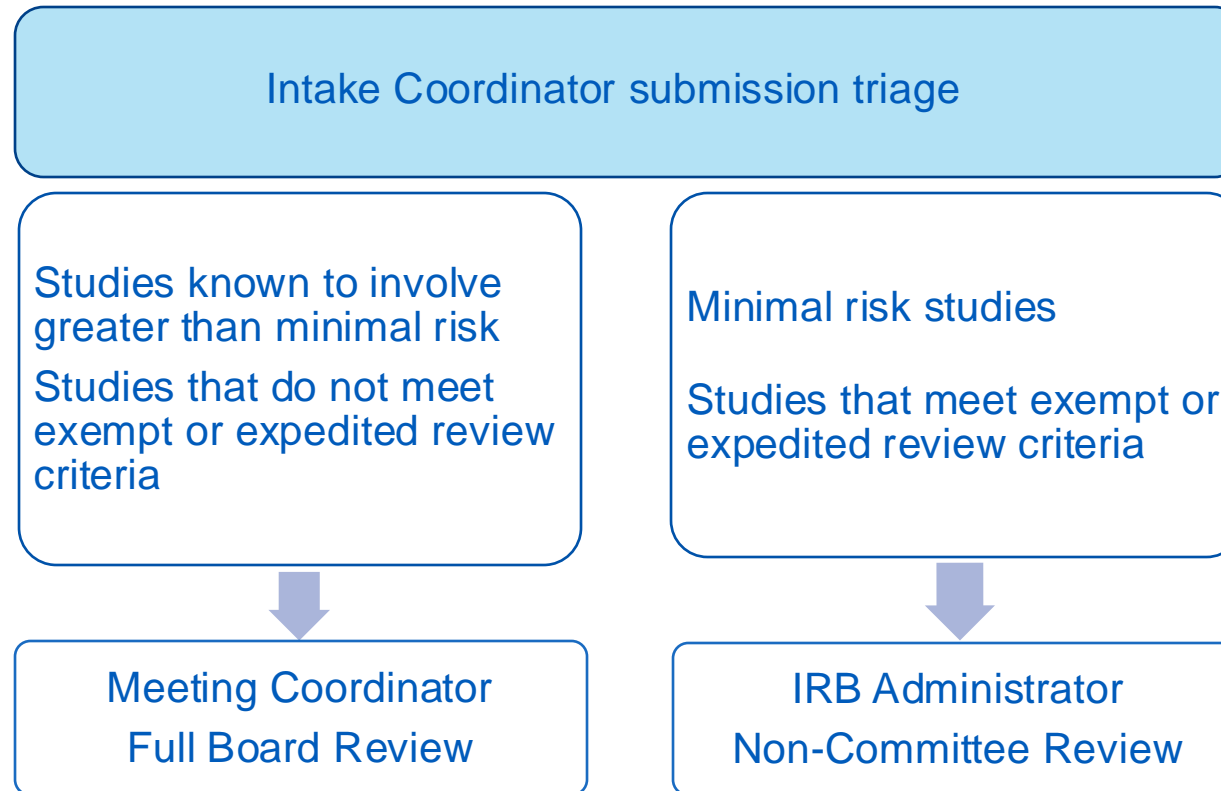 Intake Coordinator submission triage
Studies known to involve
greater than minimal risk
Studies that do not meet
exempt or expedited review
criteria
Minimal risk studies
Studies that meet exempt or
expedited review criteria
Meeting Coordinator
Full Board Review
IRB Administrator
Non-Committee Review